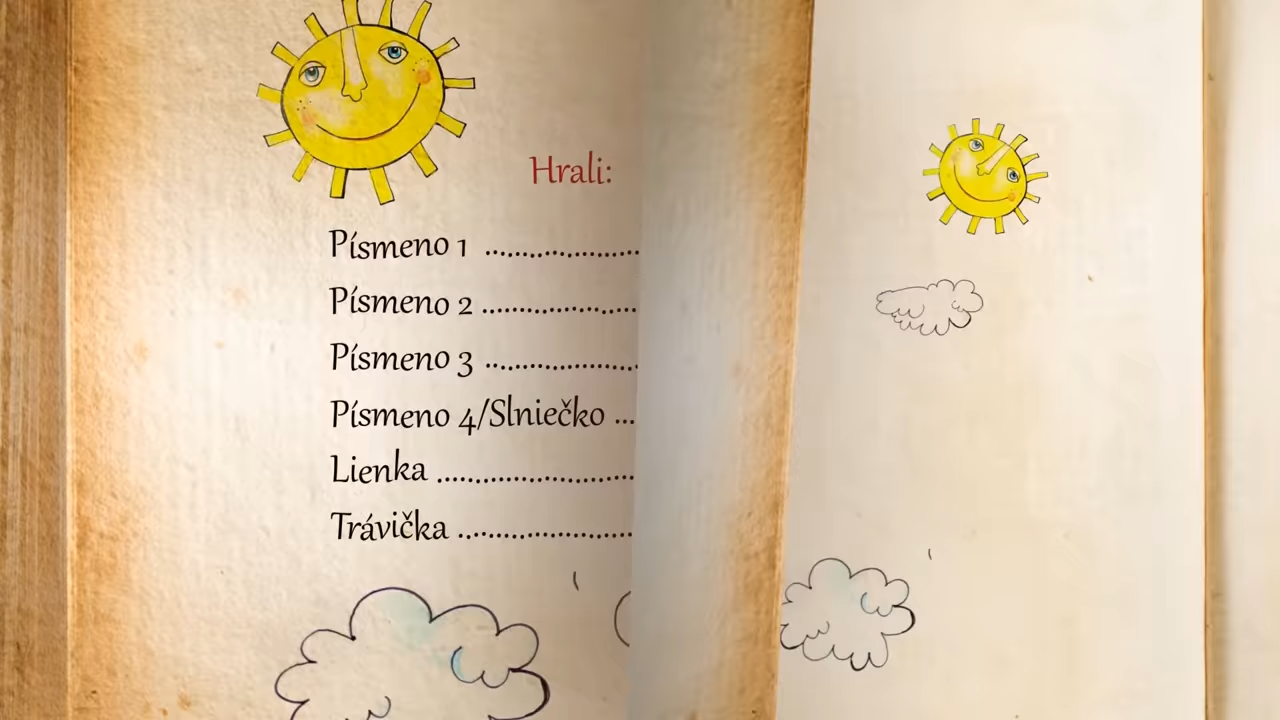 Hrali:
Písmeno 1 ....................
Písmeno 2 ....................
Písmeno 3 ....................
Písmeno 4/Slniečko ...
Lienka .........................
Trávička ......................